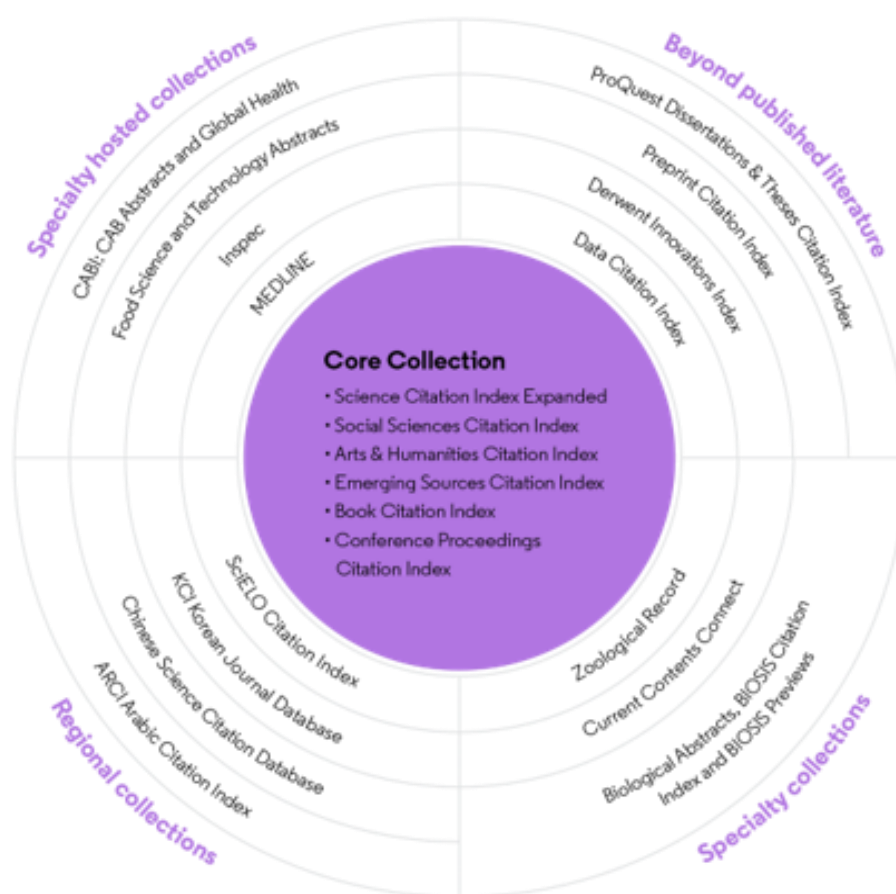 Specialty hosted collections
CABI: CAB Abstracts and Global Health
Food Science and Technology Abstracts
Inspec
MEDLINE
Beyond published literature
ProQuest Dissertations & Theses Citation Index
Preprint Citation Index
Derwent Innovations Index
Data Citation Index
Core Collection
• Science Citation Index Expanded
• Social Sciences Citation Index
• Arts & Humanities Citation Index
• Emerging Sources Citation Index
• Book Citation Index
• Conference Proceedings
Citation Index
SciELO Citation Index
KCI Korean Journal Database
Chinese Science Citation Database
ARCI Arabic Citation Index
Regional collections
Zoological Record
Current Contents Connect
Biological Abstracts, BIOSIS Citation
Index and BIOSIS Previews
Specialty collections